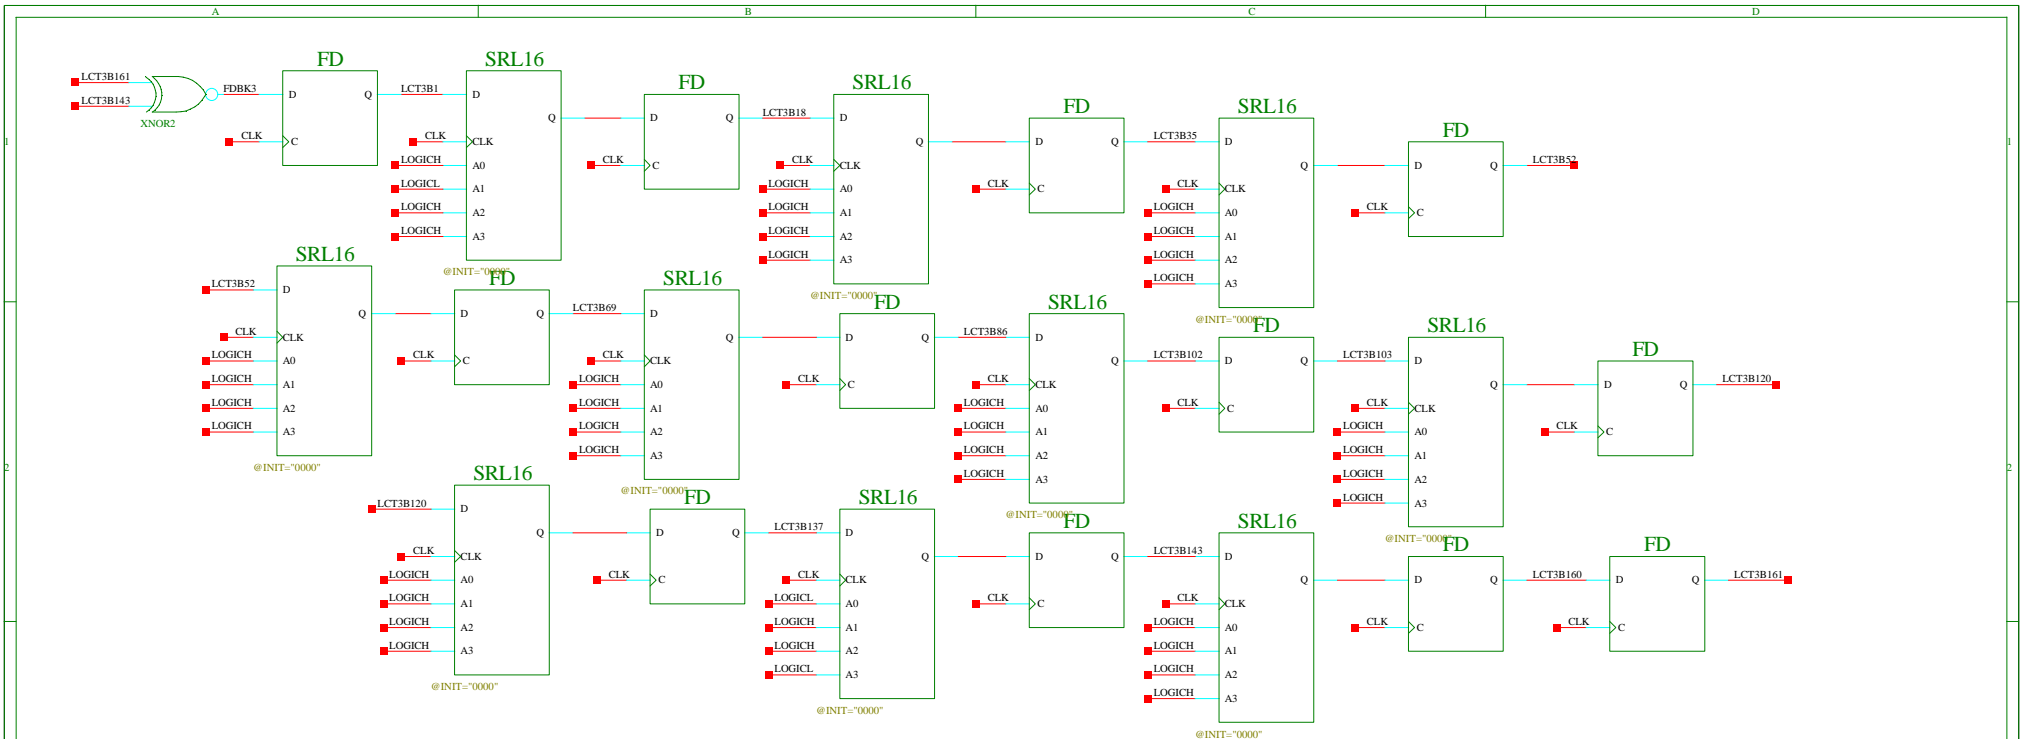 A B C D
FD SRL16 FD SRL16 FD SRL16 FD
LCT3B161
LCT3B143
XNOR2
FDBK3
D Q
CLK C
LCT3B1 D Q
CLK CLK
LOGICH A0
LOGICL A1
LOGICH A2
LOGICH A3
@INIT="0000"
D Q
CLK C
LCT3B18 D Q
CLK CLK
LOGICH A0
LOGICH A1
LOGICH A2
LOGICH A3
@INIT="0000"
D Q
CLK C
LCT3B35 D Q
CLK CLK
LOGICH A0
LOGICH A1
LOGICH A2
LOGICH A3
@INIT="0000"
D Q
CLK C
LCT3B52
1 1
SRL16 FD SRL16 FD SRL16 FD SRL16 FD
LCT3B52 D Q
CLK CLK
LOGICH A0
LOGICH A1
LOGICH A2
LOGICH A3
@INIT="0000"
D Q
CLK C
LCT3B69 D Q
CLK CLK
LOGICH A0
LOGICH A1
LOGICH A2
LOGICH A3
@INIT="0000"
D Q
CLK C
LCT3B86 D Q
CLK CLK
LOGICH A0
LOGICH A1
LOGICH A2
LOGICH A3
@INIT="0000"
LCT3B102 D Q
CLK C
LCT3B103 D Q
CLK CLK
LOGICH A0
LOGICH A1
LOGICH A2
LOGICH A3
@INIT="0000"
D Q
CLK C
LCT3B120
2 2
SRL16 FD SRL16 FD SRL16 FD FD
LCT3B120 D Q
CLK CLK
LOGICH A0
LOGICH A1
LOGICH A2
LOGICH A3
@INIT="0000"
D Q
CLK C
LCT3B137 D Q
CLK CLK
LOGICL A0
LOGICH A1
LOGICH A2
LOGICL A3
@INIT="0000"
D Q
CLK C
LCT3B143 D Q
CLK CLK
LOGICH A0
LOGICH A1
LOGICH A2
LOGICH A3
@INIT="0000"
D Q
CLK C
LCT3B160 D Q
CLK C
LCT3B161